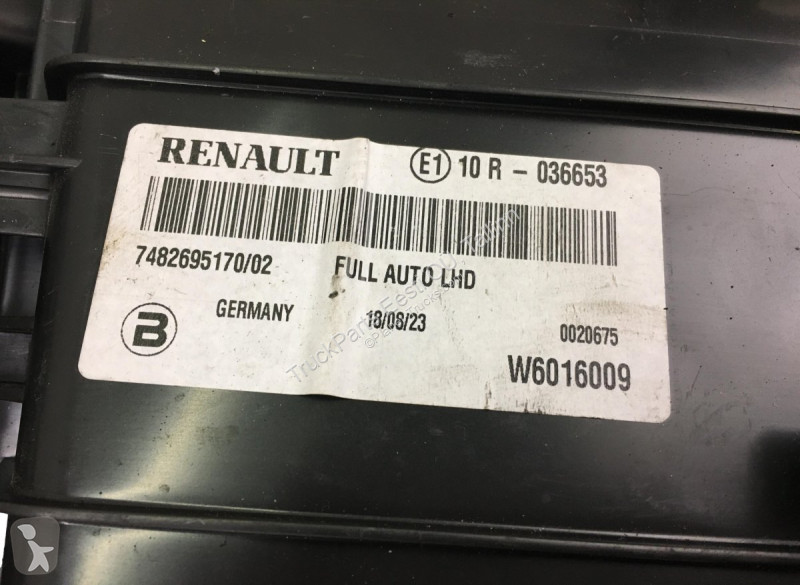 RENAULT E1 10 R - 036653
7482695170/02 FULL AUTO LHD
B GERMANY 18/08/23 0020675
W6016009